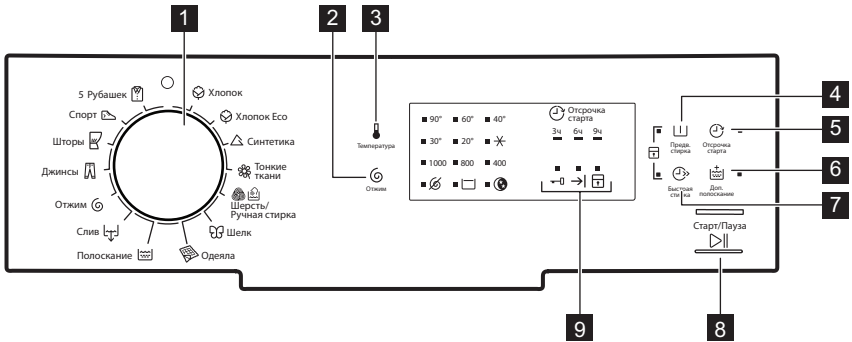 1
2
3
4
5
6
7
8
9
5 Рубашек
Спорт
Шторы
Джинсы
Отжим
Слив
Полоскание
Хлопок
Хлопок Eco
Синтетика
Тонкие
ткани
Шерсть/
Ручная стирка
Шелк
Одеяла
Температура
Отжим
90° 60° 40°
30° 20°
1000 800 400
Отсрочка
старта
3ч 6ч 9ч
Предв.
стирка
Отсрочка
старта
Быстрая
Доп.
полоскание
Старт/Пауза